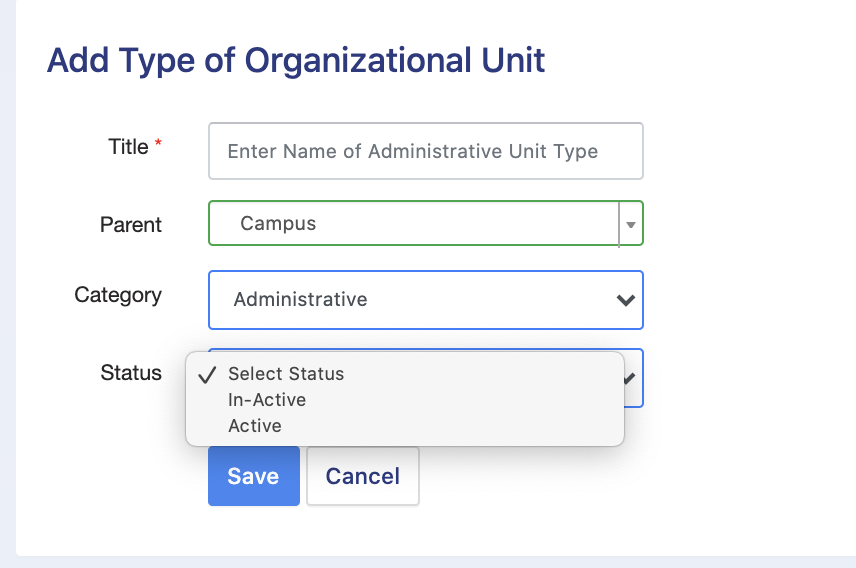 Add Type of Organizational Unit
Title *
Enter Name of Administrative Unit Type
Parent
Campus
Category
Administrative
Status
Select Status
In-Active
Active
Save
Cancel